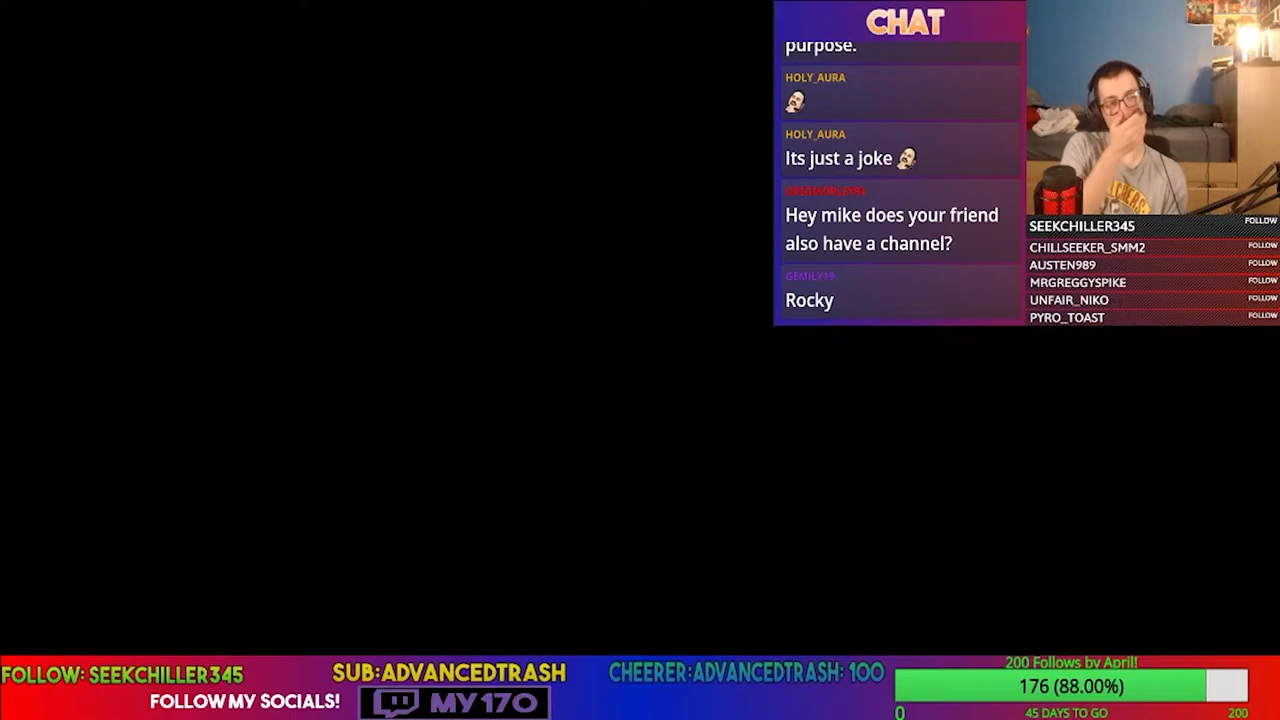 CHAT
purpose.
HOLY_AURA
HOLY_AURA
Its just a joke
Hey mike does your friend
also have a channel?
GEMILY19
Rocky
SEEKCHILLER345 FOLLOW
CHILLSEEKER_SMM2 FOLLOW
AUSTEN989 FOLLOW
MRGREGGYSPIKE FOLLOW
UNFAIR_NIKO FOLLOW
PYRO_TOAST FOLLOW
FOLLOW: SEEKCHILLER345
SUB:ADVANCEDTRASH
CHEERER:ADVANCEDTRASH: 100
FOLLOW MY SOCIALS!
MY170
200 Follows by April!
176 (88.00%)
0 45 DAYS TO GO 200